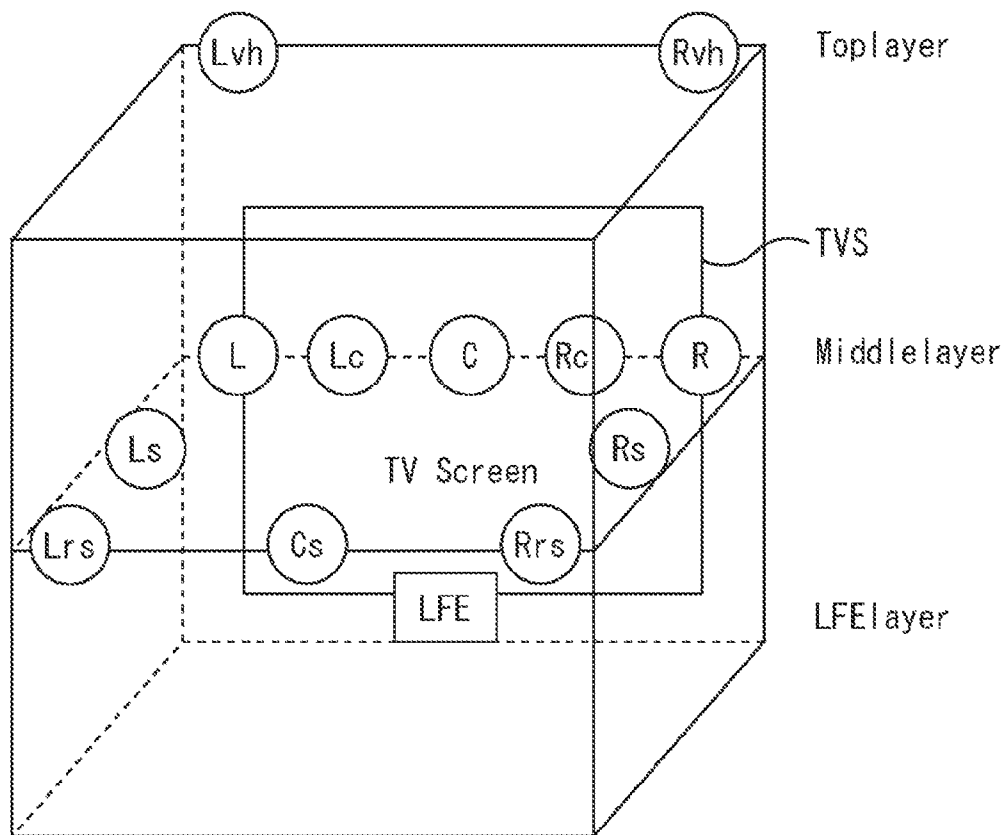 Lvh
Rvh
Toplayer
TVS
L
Lc
C
Rc
R
Middlelayer
Ls
Rs
TV Screen
Lrs
Cs
Rrs
LFE
LFElayer